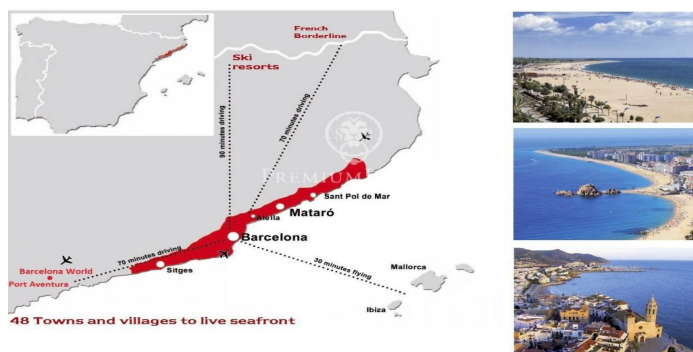 French
Borderline
Ski
resorts
90 minutes driving
70 minutes driving
PREMIUM
Sant Pol de Mar
Alella
Mataró
Barcelona
70 minutes driving
Barcelona World
Port Aventura
Sitges
30 minutes flying
Mallorca
Ibiza
48 Towns and villages to live seafront